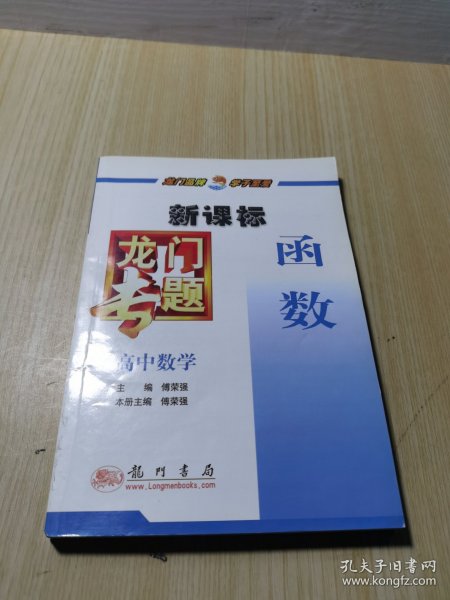 龙门品牌 学子至爱
新课标
龙门
专题
函数
高中数学
主 编 傅荣强
本册主编 傅荣强
龍門書局
www.Longmenbooks.com
孔夫子旧书网
www.kongfz.com